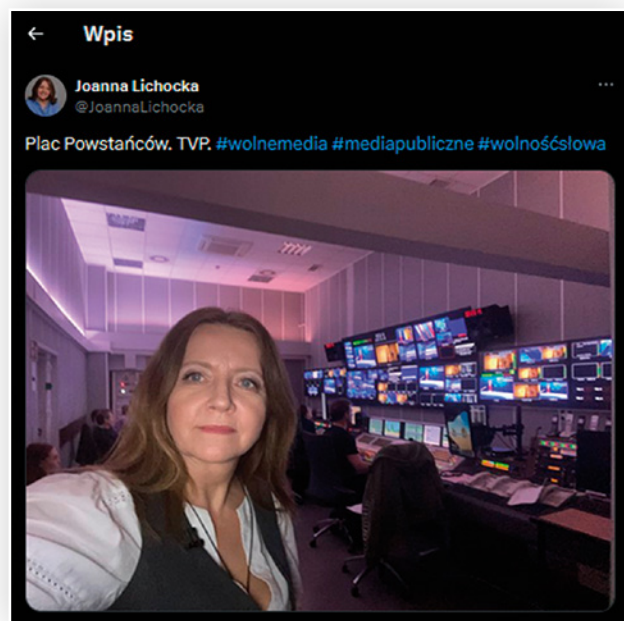 Wpis
Joanna Lichocka
@JoannaLichocka
Plac Powstańców. TVP. #wolnemedia #mediapubliczne #wolnośćsłowa